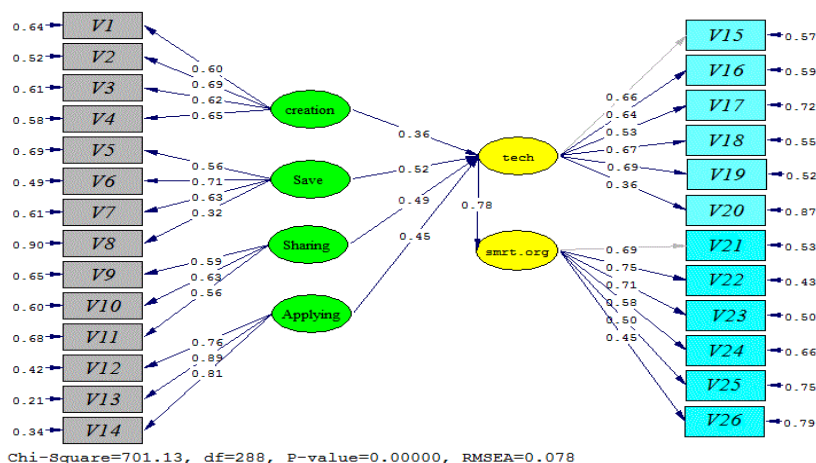 0.64 V1
0.52 V2
0.61 V3
0.58 V4
0.69 V5
0.49 V6
0.61 V7
0.90 V8
0.65 V9
0.60 V10
0.68 V11
0.42 V12
0.21 V13
0.34 V14
0.60
0.69
0.62
0.65
0.56
0.71
0.63
0.32
0.59
0.63
0.56
0.76
0.89
0.81
creation
Save
Sharing
Applying
0.36
0.52
0.49
0.45
tech
0.78
smrt.org
0.66
0.64
0.53
0.67
0.69
0.36
0.69
0.75
0.71
0.58
0.50
0.45
V15 0.57
V16 0.59
V17 0.72
V18 0.55
V19 0.52
V20 0.87
V21 0.53
V22 0.43
V23 0.50
V24 0.66
V25 0.75
V26 0.79
Chi-Square=701.13, df=288, P-value=0.00000, RMSEA=0.078